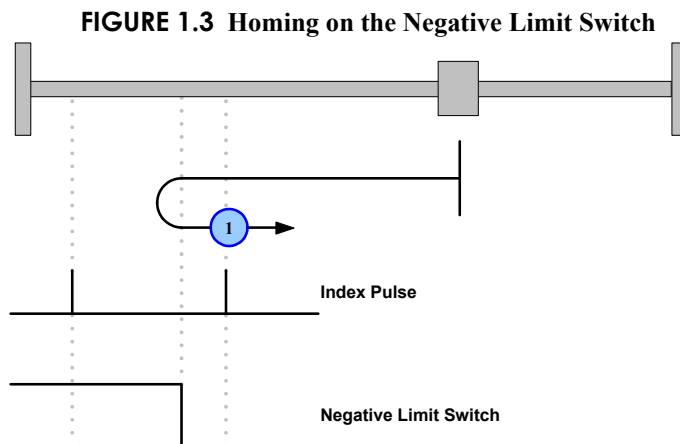 FIGURE 1.3 Homing on the Negative Limit Switch
1
Index Pulse
Negative Limit Switch